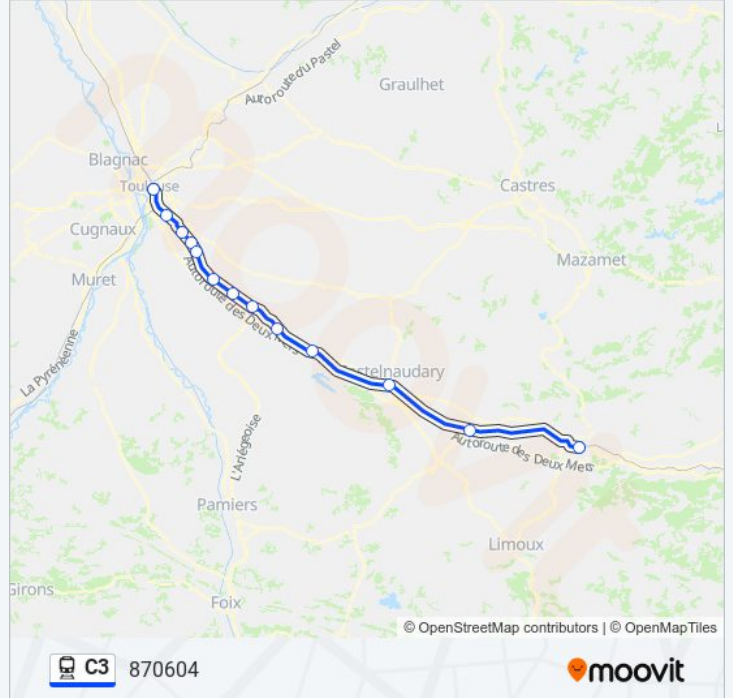 Autoroute du Pastel
Graulhet
Blagnac
Toulouse
Castres
Cugnaux
Mazamet
Muret
Autoroute des Deux Mers
La Pyrénéenne
stelnaudary
L'Ariégeoise
Autoroute des Deux Mers
Pamiers
Limoux
Girons
Foix
© OpenStreetMap contributors | © OpenMapTiles
C3 870604
moovit